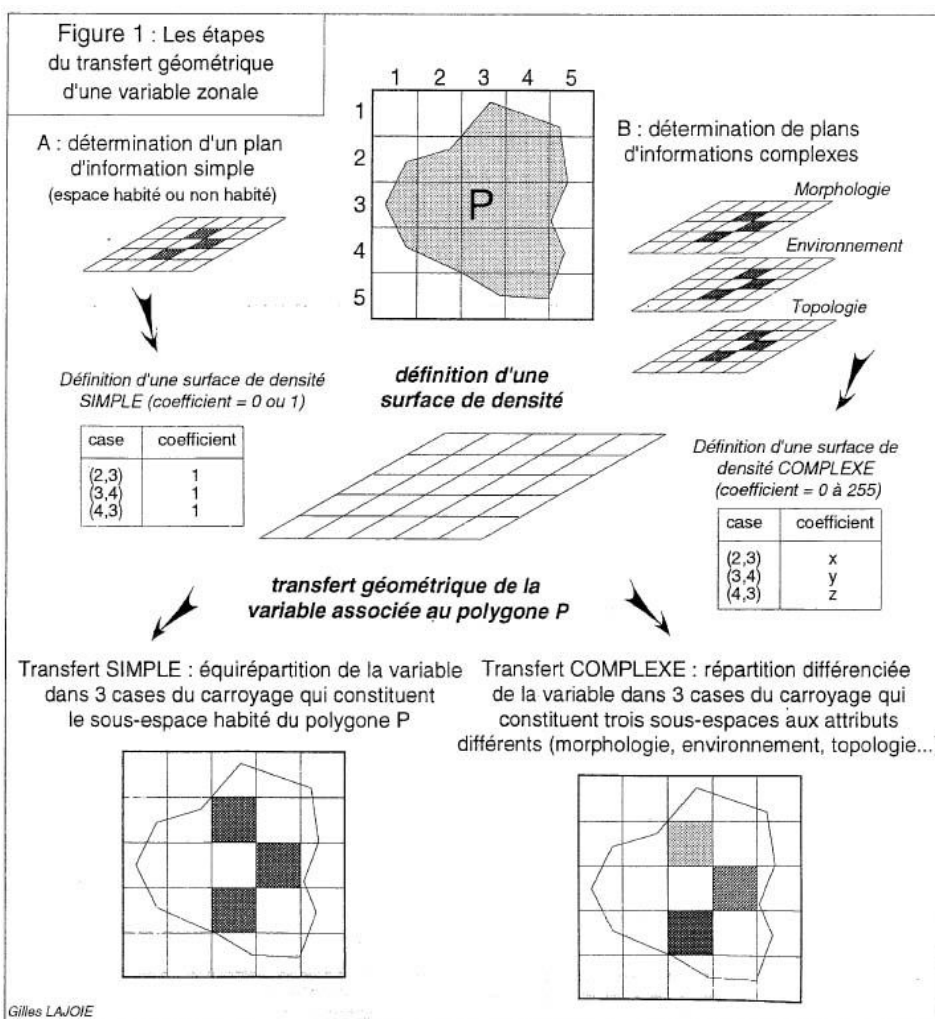 Figure 1 : Les étapes
du transfert géométrique
d'une variable zonale
1 2 3 4 5
1
2
3
4
5
P
A : détermination d'un plan
d'information simple
(espace habité ou non habité)
B : détermination de plans
d'informations complexes
Morphologie
Environnement
Topologie
Définition d'une surface de densité
SIMPLE (coefficient = 0 ou 1)
case coefficient
(2,3) 1
(3,4) 1
(4,3) 1
définition d'une
surface de densité
Définition d'une surface de
densité COMPLEXE
(coefficient = 0 à 255)
case coefficient
(2,3) x
(3,4) y
(4,3) z
transfert géométrique de la
variable associée au polygone P
Transfert SIMPLE : équirépartition de la variable
dans 3 cases du carroyage qui constituent
le sous-espace habité du polygone P
Transfert COMPLEXE : répartition différenciée
de la variable dans 3 cases du carroyage qui
constituent trois sous-espaces aux attributs
différents (morphologie, environnement, topologie...)
Gilles LAJOIE